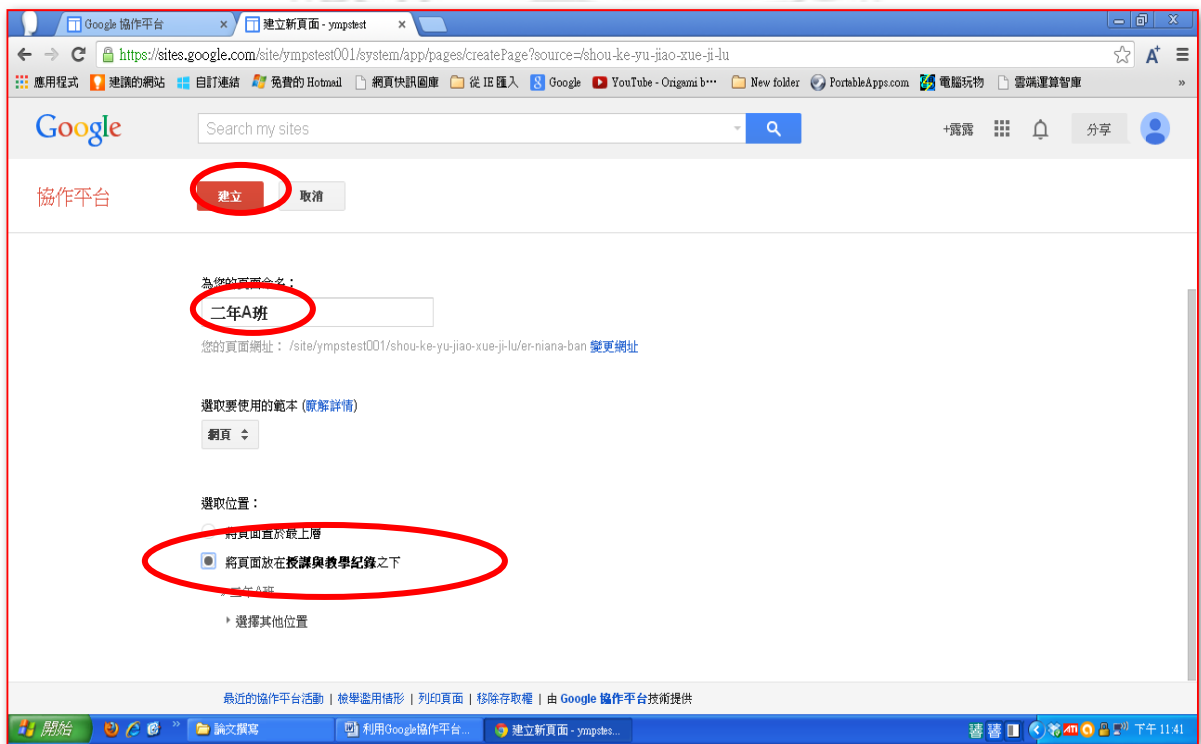 Google 協作平台 × 建立新頁面 - ympstest ×
https://sites.google.com/site/ympstest001/system/app/pages/createPage?source=/shou-ke-yu-jiao-xue-ji-lu
應用程式 建議的網站 自訂連結 免費的 Hotmail 網頁快訊圖庫 從 IE 匯入 Google YouTube - Origami b··· New folder PortableApps.com 電腦玩物 雲端運算智庫 »
Google Search my sites +露露 分享
協作平台 建立 取消
為您的頁面命名：
二年A班
您的頁面網址： /site/ympstest001/shou-ke-yu-jiao-xue-ji-lu/er-niana-ban 變更網址
選取要使用的範本 (瞭解詳情)
網頁
選取位置：
將頁面置於最上層
將頁面放在授課與教學紀錄之下
二年A班
選擇其他位置
最近的協作平台活動 | 檢舉濫用情形 | 列印頁面 | 移除存取權 | 由 Google 協作平台技術提供
開始 » 論文撰寫 利用Google協作平台... 建立新頁面 - ympstes... 下午 11:41